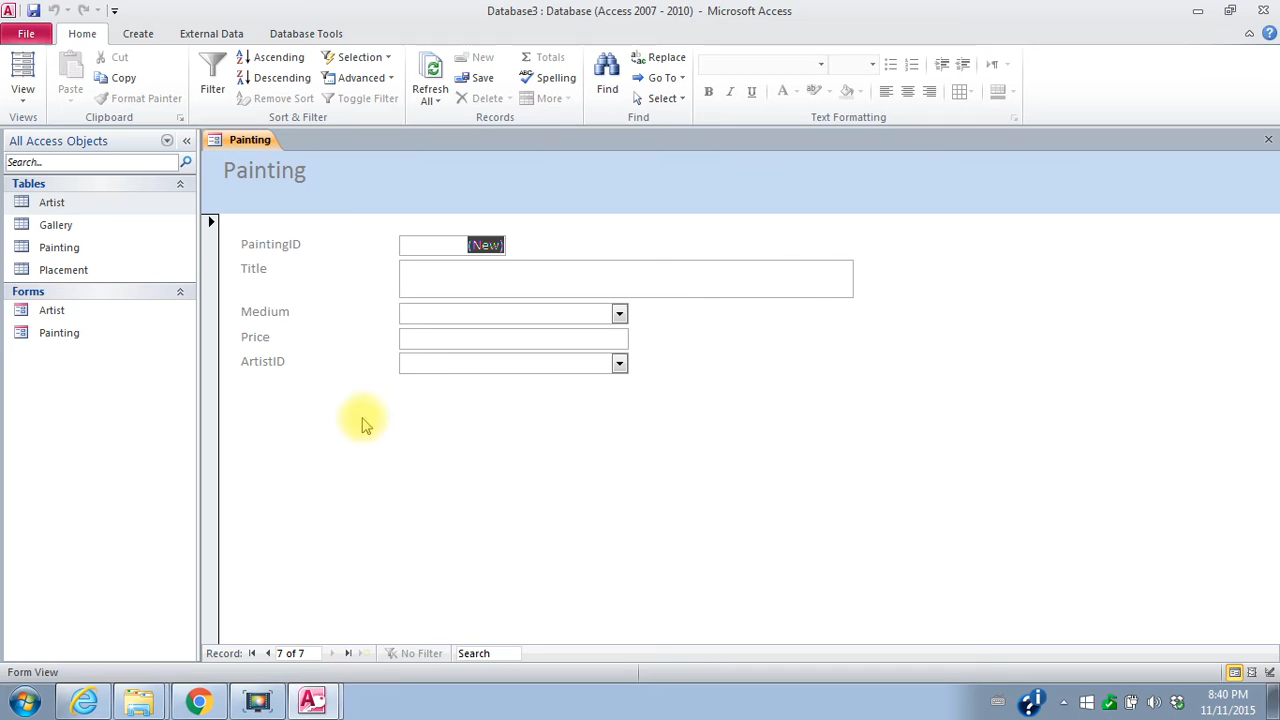 Database3 : Database (Access 2007 - 2010) - Microsoft Access
File Home Create External Data Database Tools
View
Views
Paste
Cut
Copy
Format Painter
Clipboard
Filter
Ascending
Descending
Remove Sort
Selection
Advanced
Toggle Filter
Sort & Filter
Refresh
All
New
Save
Delete
Totals
Spelling
More
Records
Find
Replace
Go To
Select
Find
Text Formatting
All Access Objects
Search...
Tables
Artist
Gallery
Painting
Placement
Forms
Artist
Painting
Painting
Painting
PaintingID (New)
Title
Medium
Price
ArtistID
Record: 7 of 7 No Filter Search
Form View
8:40 PM
11/11/2015